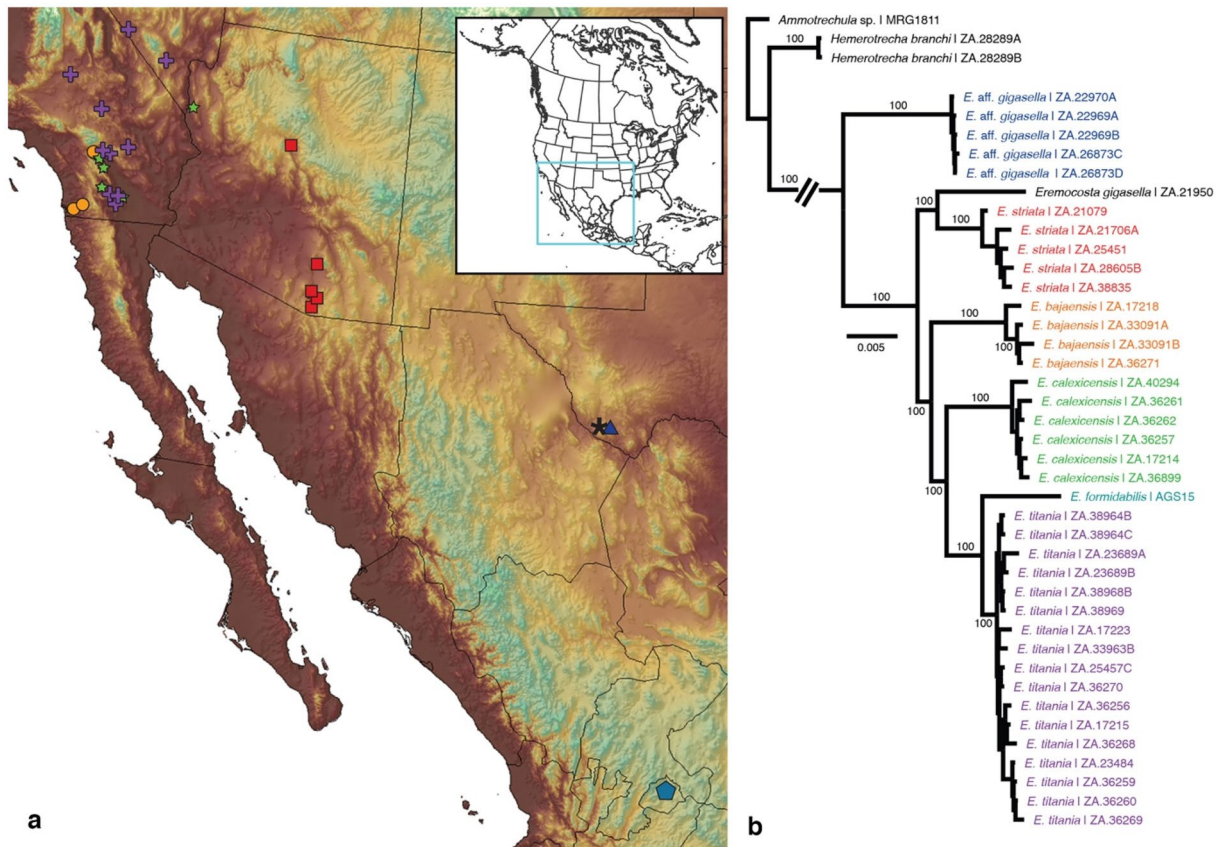 a
Ammotrechula sp. | MRG1811
100
Hemerotrecha branchi | ZA.28289A
Hemerotrecha branchi | ZA.28289B
100
E. aff. gigasella | ZA.22970A
E. aff. gigasella | ZA.22969A
E. aff. gigasella | ZA.22969B
E. aff. gigasella | ZA.26873C
E. aff. gigasella | ZA.26873D
100
Eremocosta gigasella | ZA.21950
100
E. striata | ZA.21079
E. striata | ZA.21706A
E. striata | ZA.25451
E. striata | ZA.28605B
E. striata | ZA.38835
100
0.005
100
E. bajaensis | ZA.17218
E. bajaensis | ZA.33091A
100
E. bajaensis | ZA.33091B
E. bajaensis | ZA.36271
100
E. calexicensis | ZA.40294
E. calexicensis | ZA.36261
E. calexicensis | ZA.36262
E. calexicensis | ZA.36257
E. calexicensis | ZA.17214
E. calexicensis | ZA.36899
100
100
E. formidabilis | AGS15
100
E. titania | ZA.38964B
E. titania | ZA.38964C
E. titania | ZA.23689A
E. titania | ZA.23689B
E. titania | ZA.38968B
E. titania | ZA.38969
100
E. titania | ZA.17223
E. titania | ZA.33963B
E. titania | ZA.25457C
E. titania | ZA.36270
E. titania | ZA.36256
E. titania | ZA.17215
E. titania | ZA.36268
E. titania | ZA.23484
E. titania | ZA.36259
E. titania | ZA.36260
E. titania | ZA.36269
b